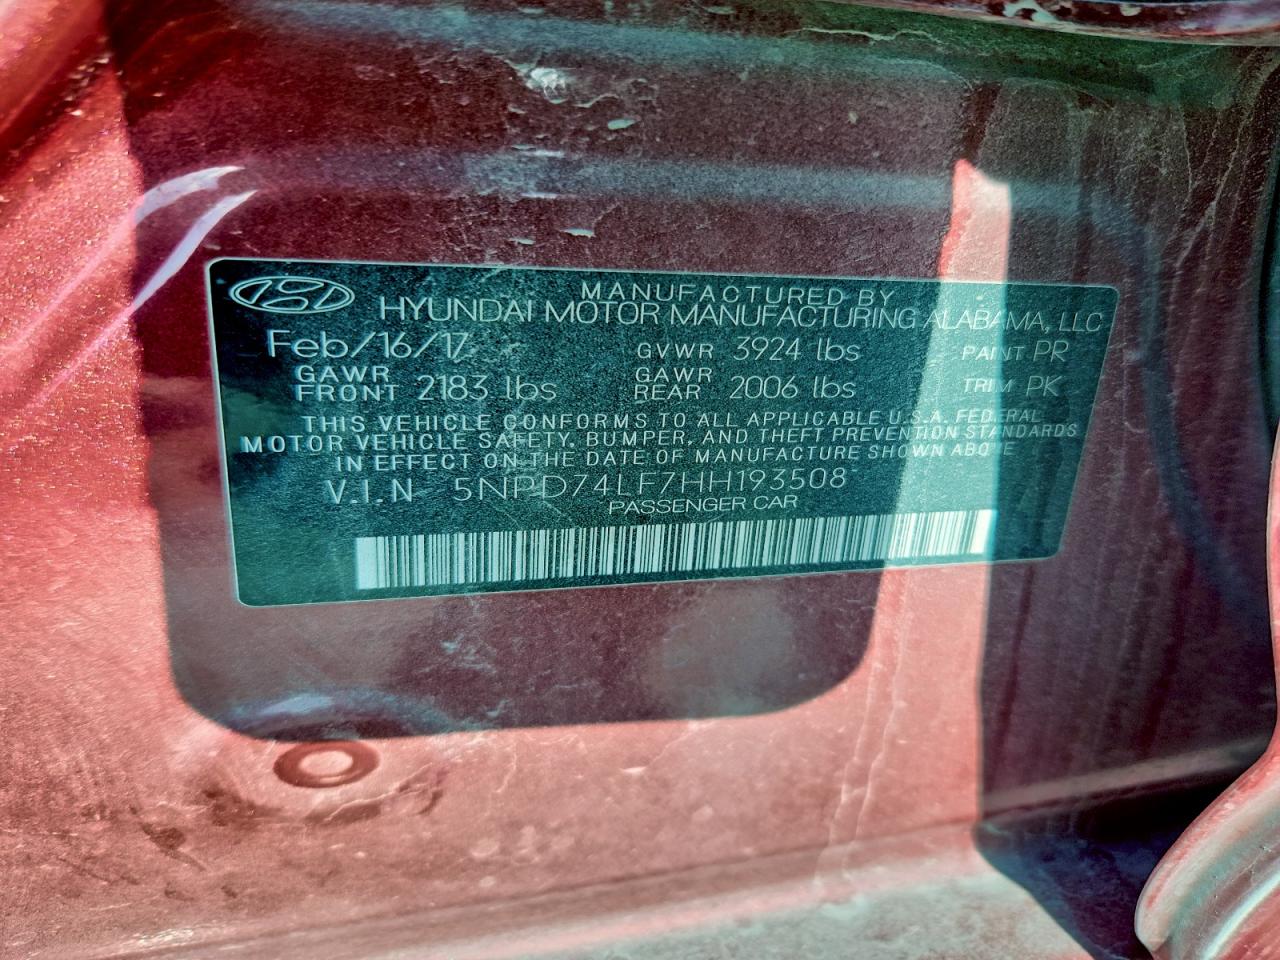 MANUFACTURED BY
HYUNDAI MOTOR MANUFACTURING ALABAMA, LLC
Feb/16/17 GVWR 3924 lbs PAINT PR
GAWR FRONT 2183 lbs GAWR REAR 2006 lbs TRIM PK
THIS VEHICLE CONFORMS TO ALL APPLICABLE U.S.A. FEDERAL
MOTOR VEHICLE SAFETY, BUMPER, AND THEFT PREVENTION STANDARDS
IN EFFECT ON THE DATE OF MANUFACTURE SHOWN ABOVE
V.I.N 5NPD74LF7HH193508
PASSENGER CAR